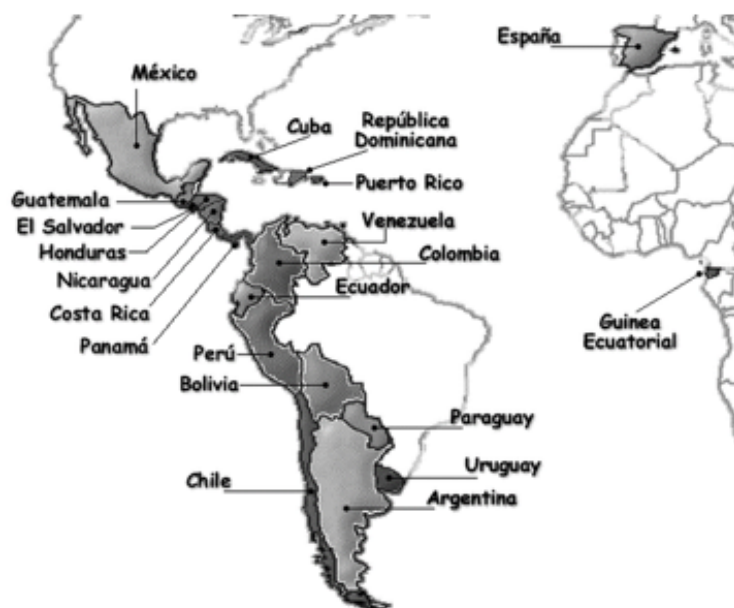 España
México
República
Dominicana
Cuba
Puerto Rico
Guatemala
El Salvador
Honduras
Nicaragua
Costa Rica
Panamá
Venezuela
Colombia
Ecuador
Guinea
Ecuatorial
Perú
Bolivia
Paraguay
Uruguay
Chile
Argentina